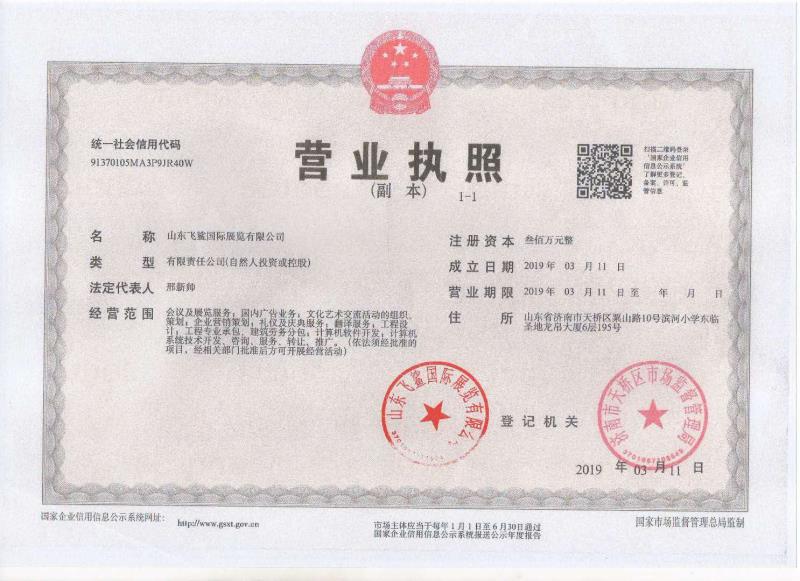 统一社会信用代码
91370105MA3P9JR40W
营业执照
(副 本)
1-1
扫描二维码登录
'国家企业信用
信息公示系统'
了解更多登记、
备案、许可、监
管信息
名 称 山东飞鲨国际展览有限公司
类 型 有限责任公司(自然人投资或控股)
法定代表人 邢新帅
经营范围 会议及展览服务;国内广告业务;文化艺术交流活动的组织、
策划;企业营销策划;礼仪及庆典服务;翻译服务;工程设
计;工程专业承包、建筑劳务分包;计算机软件开发,计算机
系统技术开发、咨询、服务、转让、推广。(依法须经批准的
项目,经相关部门批准后方可开展经营活动)
注册资本 叁佰万元整
成立日期 2019年 03 月 11 日
营业期限 2019年 03 月 11 日至 年 月 日
住 所 山东省济南市天桥区粟山路10号滨河小学东临
圣地龙帛大厦6层195号
山东飞鲨国际展览有限公司
登记机关
济南市天桥区市场监督管理局
2019 年 03 月 11 日
国家企业信用信息公示系统网址:
http://www.gsxt.gov.cn
市场主体应当于每年1月1日至6月30日通过
国家企业信用信息公示系统报送公示年度报告
国家市场监督管理总局监制